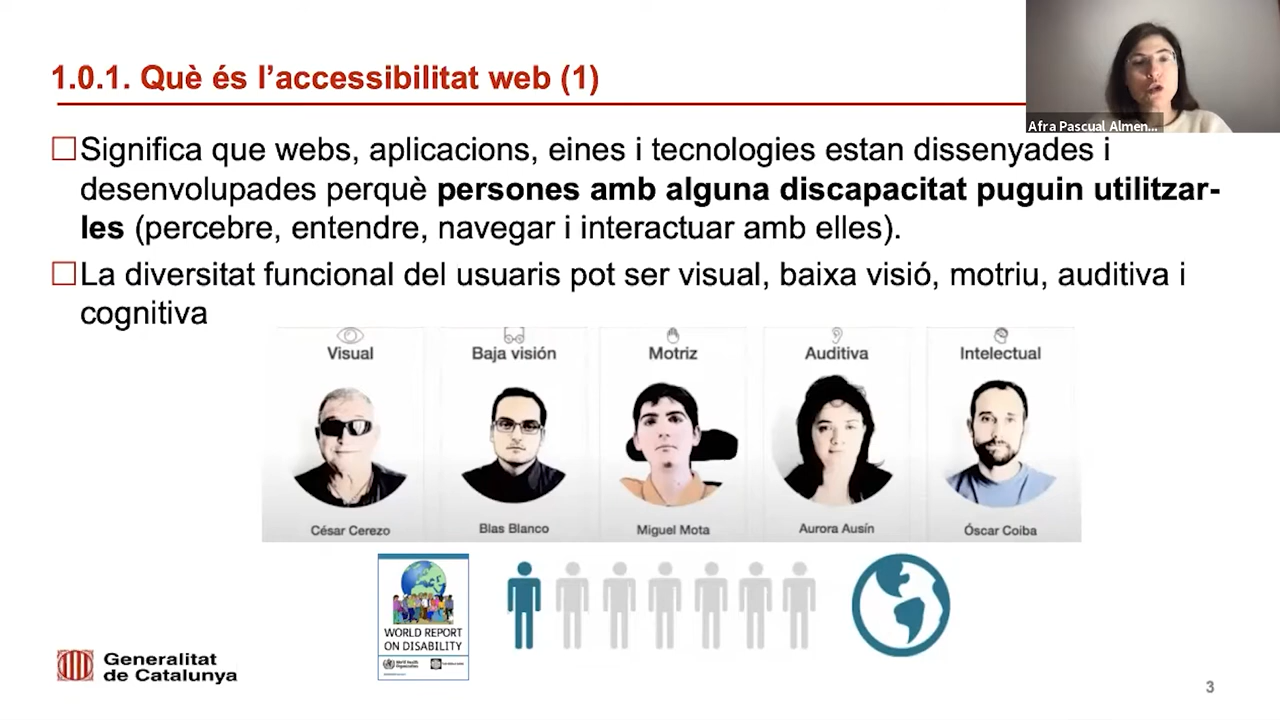 1.0.1. Què és l'accessibilitat web (1)
Afra Pascual Almen...
Significa que webs, aplicacions, eines i tecnologies estan dissenyades i
desenvolupades perquè persones amb alguna discapacitat puguin utilitzar-
les (percebre, entendre, navegar i interactuar amb elles).
La diversitat funcional del usuaris pot ser visual, baixa visió, motriu, auditiva i
cognitiva
Visual
Baja visión
Motriz
Auditiva
Intelectual
César Cerezo
Blas Blanco
Miguel Mota
Aurora Ausín
Óscar Coiba
WORLD REPORT
ON DISABILITY
World Health
Organization
Generalitat
de Catalunya
3